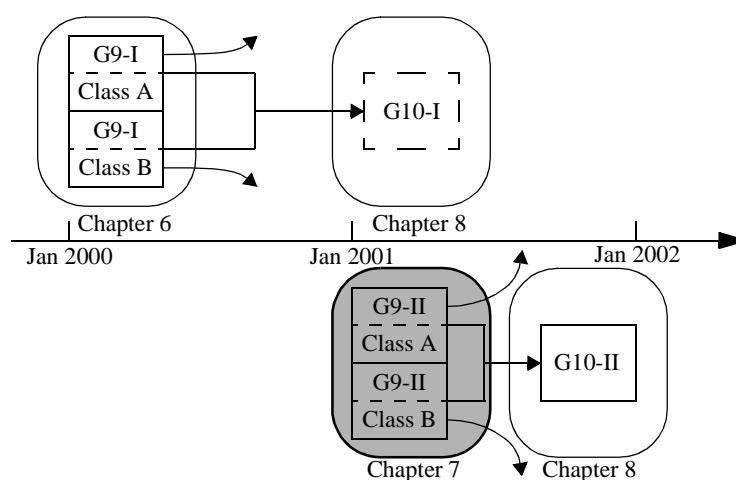 G9-I
Class A
G9-I
Class B
G10-I
Chapter 6
Chapter 8
Jan 2000
Jan 2001
Jan 2002
G9-II
Class A
G9-II
Class B
G10-II
Chapter 7
Chapter 8